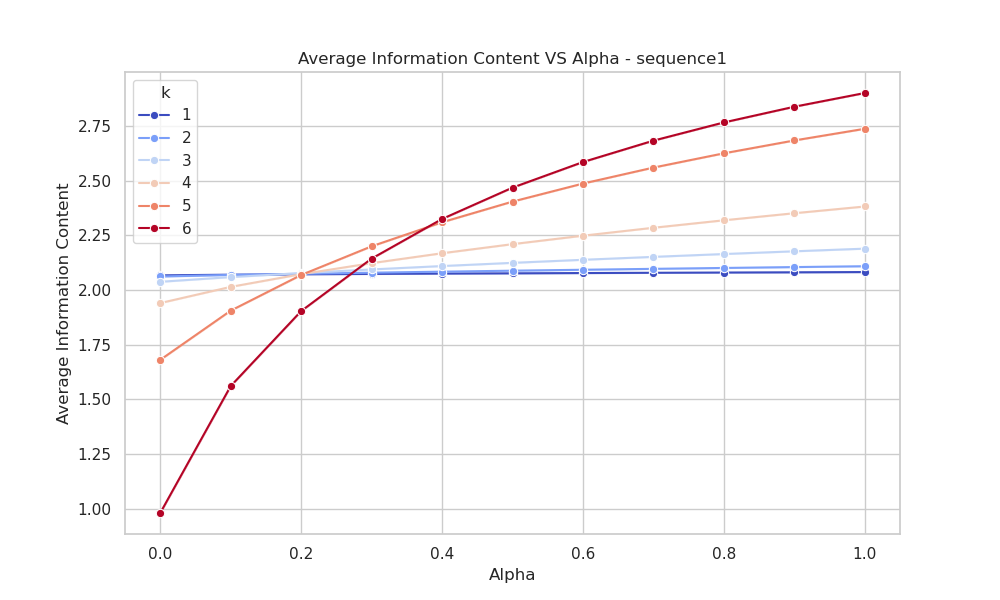 Average Information Content VS Alpha - sequence1
k
1
2
3
4
5
6
2.75
2.50
2.25
2.00
1.75
1.50
1.25
1.00
Average Information Content
0.0 0.2 0.4 0.6 0.8 1.0
Alpha